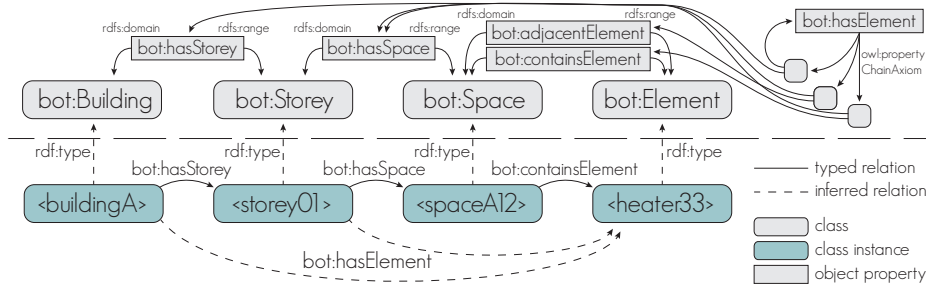 rdfs:domain rdfs:range
bot:hasStorey
rdfs:domain rdfs:range
bot:hasSpace
rdfs:domain rdfs:range
bot:adjacentElement
bot:containsElement
bot:hasElement
owl:property
ChainAxiom
bot:Building
bot:Storey
bot:Space
bot:Element
rdf:type
rdf:type
rdf:type
rdf:type
bot:hasStorey
bot:hasSpace
bot:containsElement
<buildingA>
<storey01>
<spaceA12>
<heater33>
bot:hasElement
typed relation
inferred relation
class
class instance
object property